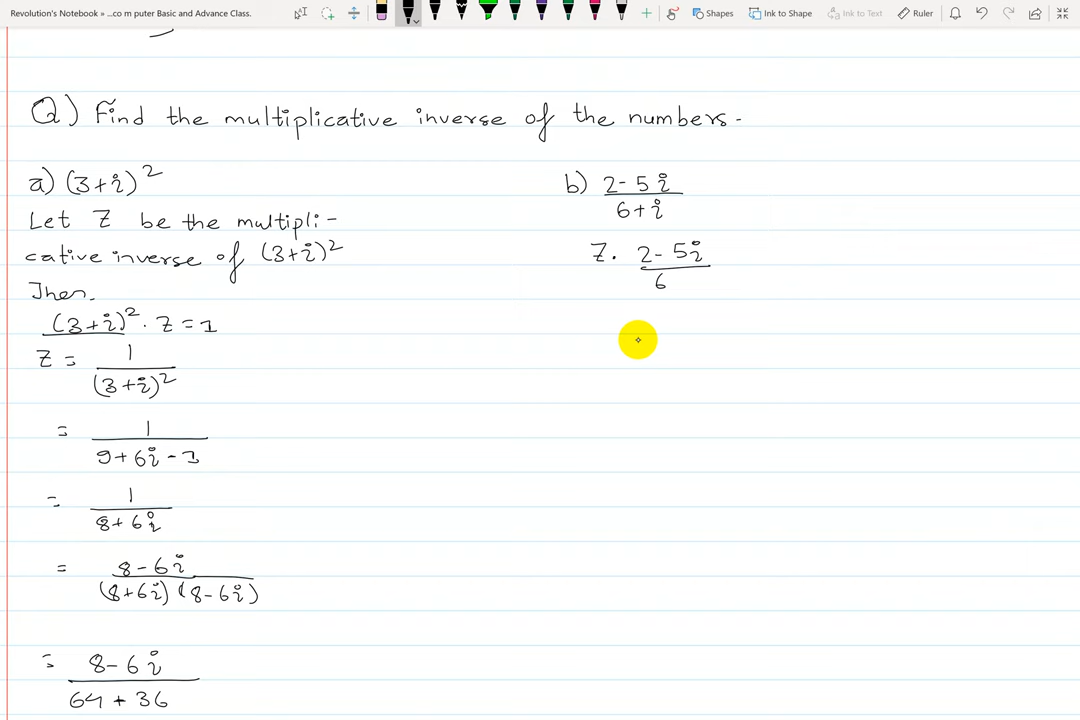 Revolution's Notebook » ...co m puter Basic and Advance Class.
Shapes
Ink to Shape
Ink to Text
Ruler
Q) Find the multiplicative inverse of the numbers.
a) (3+i)²
Let Z be the multipli-
cative inverse of (3+i)²
Then,
(3+i)² · Z = 1
Z = 1
(3+i)²
= 1
9+6i-1
= 1
8+6i
= 8-6i
(8+6i) (8-6i)
= 8-6i
64+36
b) 2-5i
6+i
Z. 2-5i
6